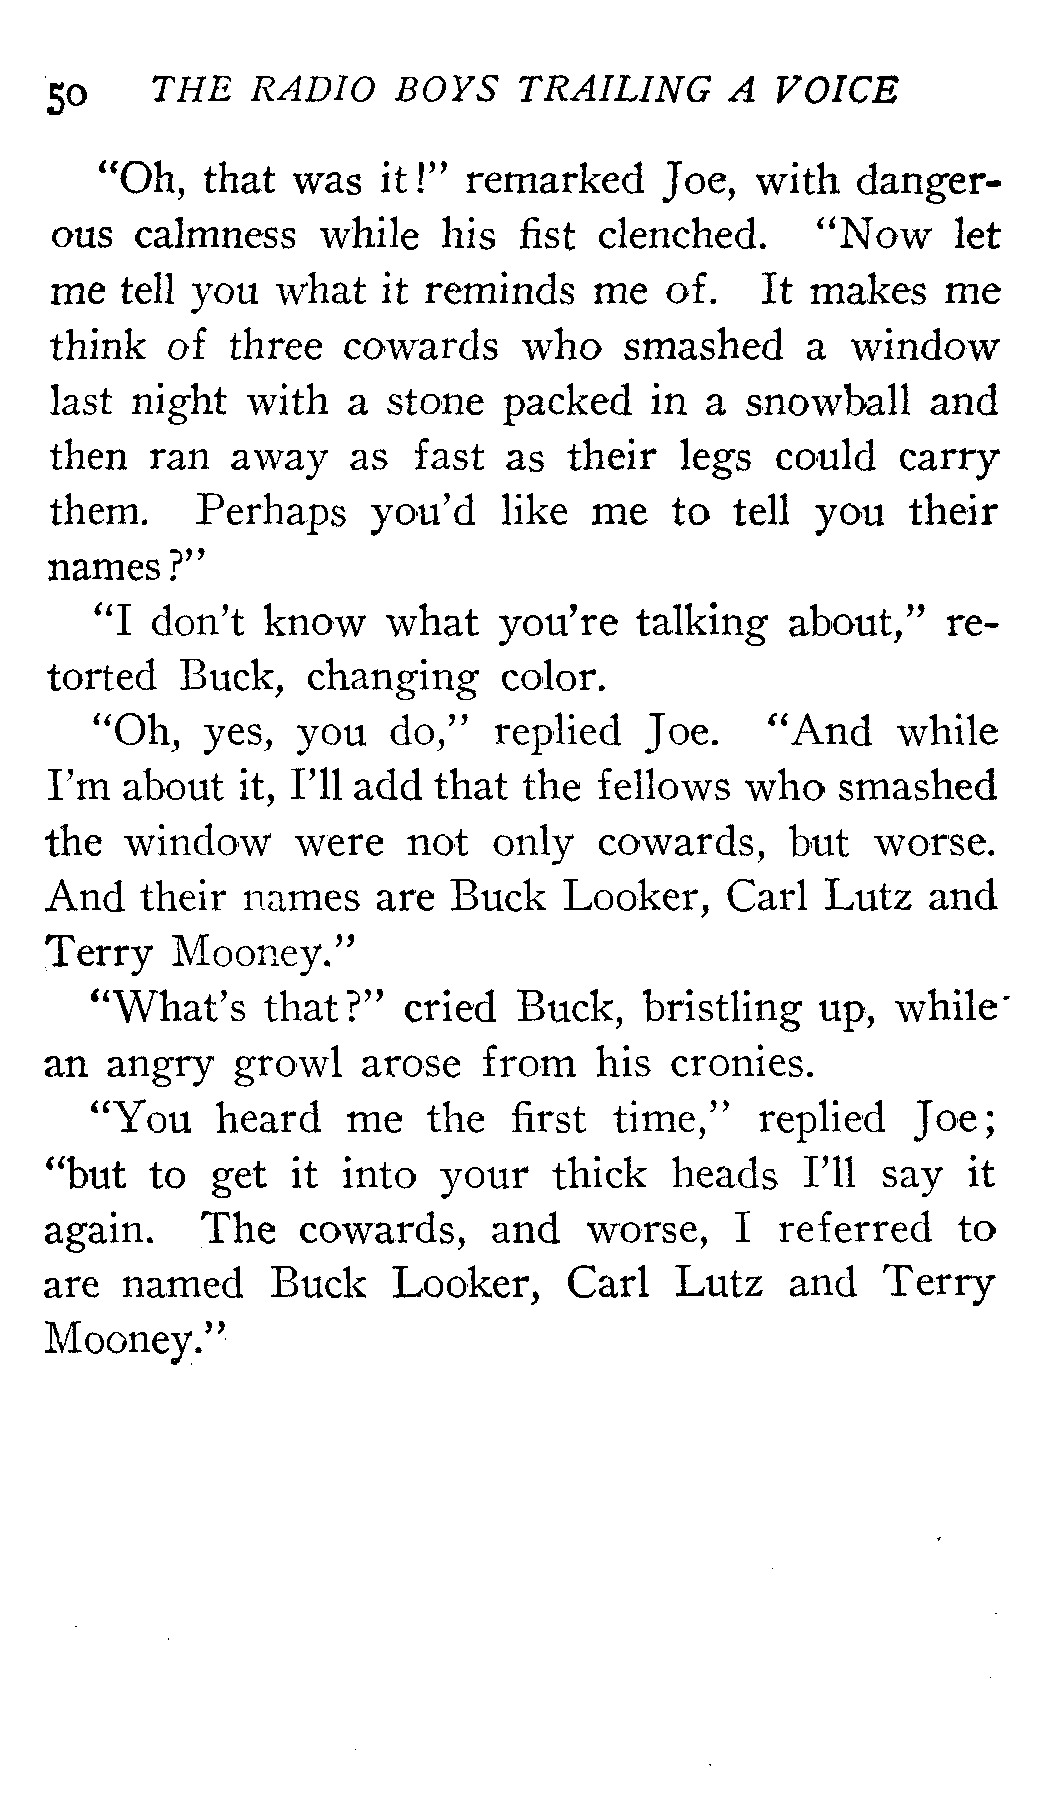 50 THE RADIO BOYS TRAILING A VOICE
"Oh, that was it!" remarked Joe, with danger-
ous calmness while his fist clenched. "Now let
me tell you what it reminds me of. It makes me
think of three cowards who smashed a window
last night with a stone packed in a snowball and
then ran away as fast as their legs could carry
them. Perhaps you'd like me to tell you their
names?"
"I don't know what you're talking about," re-
torted Buck, changing color.
"Oh, yes, you do," replied Joe. "And while
I'm about it, I'll add that the fellows who smashed
the window were not only cowards, but worse.
And their names are Buck Looker, Carl Lutz and
Terry Mooney."
"What's that?" cried Buck, bristling up, while
an angry growl arose from his cronies.
"You heard me the first time," replied Joe;
"but to get it into your thick heads I'll say it
again. The cowards, and worse, I referred to
are named Buck Looker, Carl Lutz and Terry
Mooney."